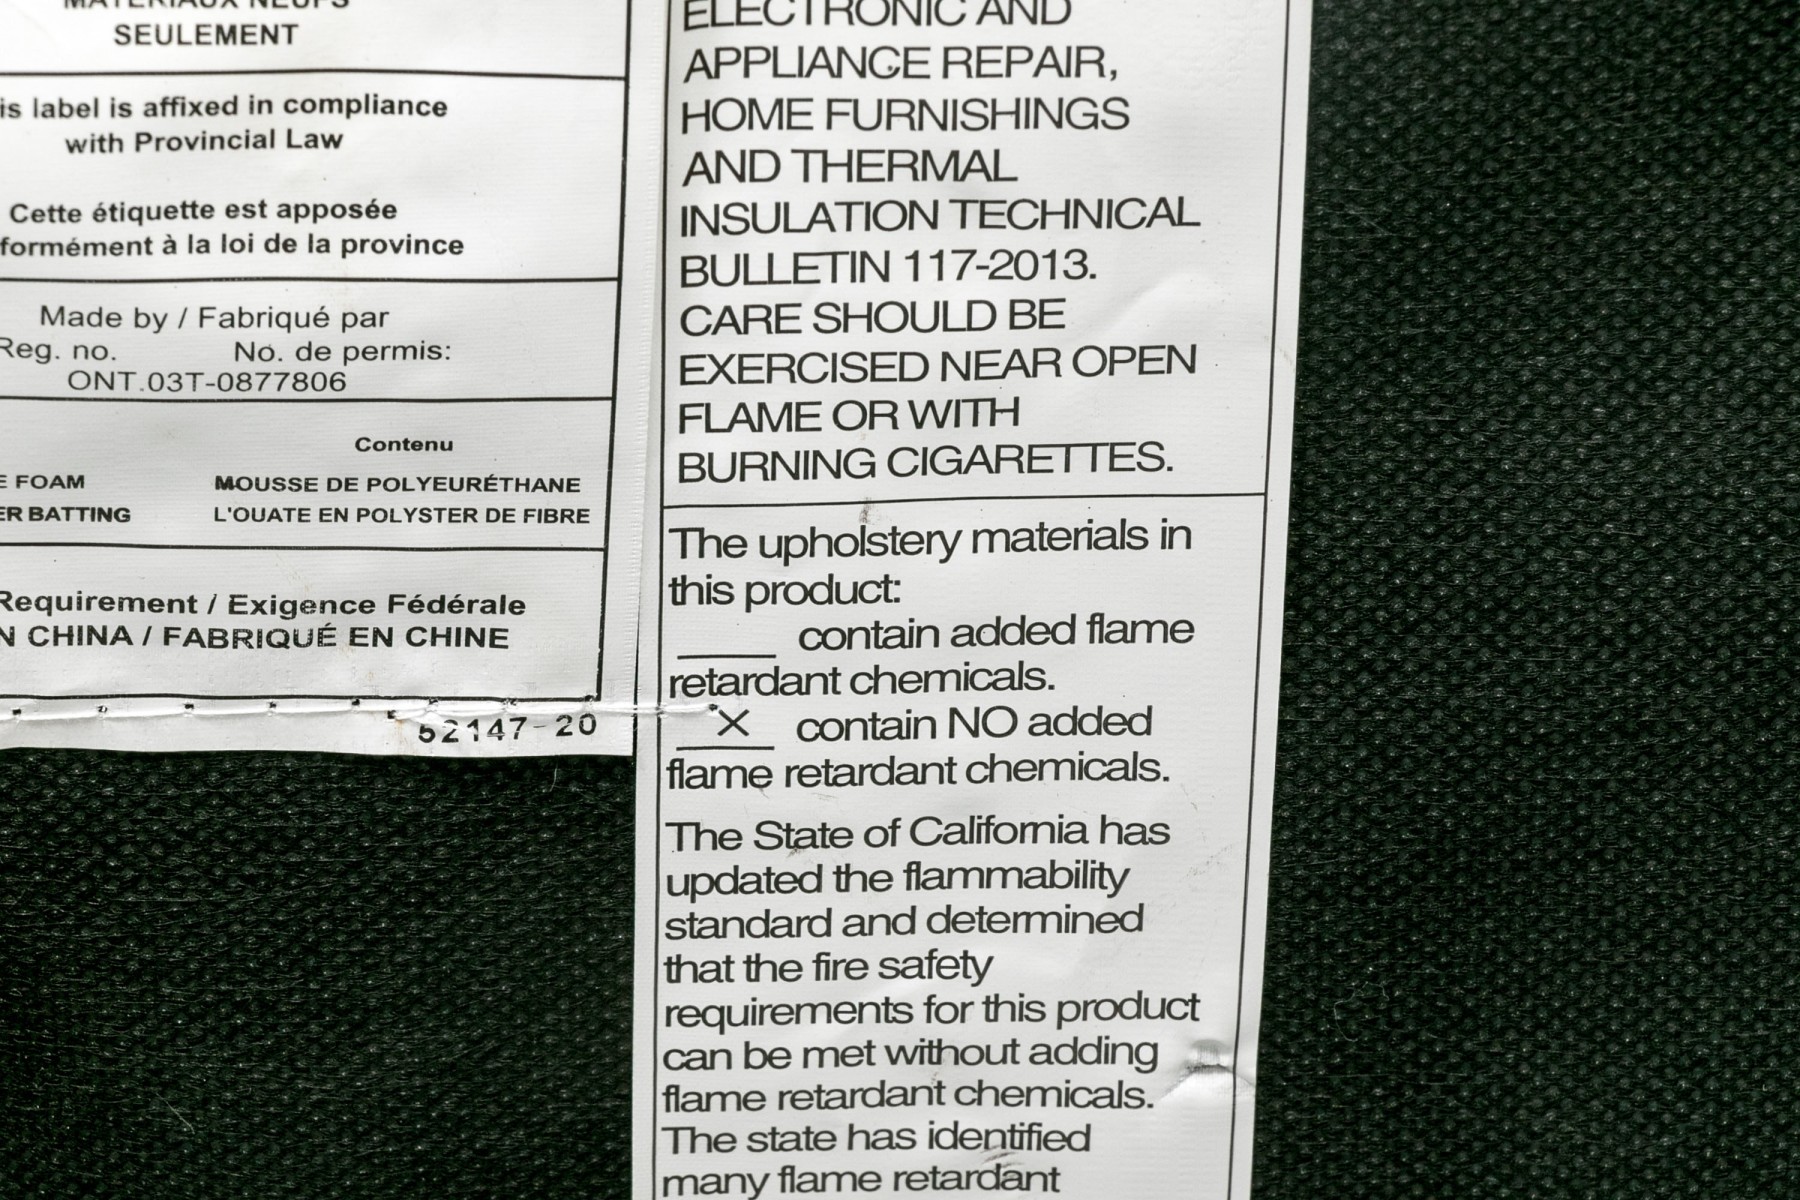 MATÉRIAUX NEUFS
SEULEMENT
is label is affixed in compliance
with Provincial Law
Cette étiquette est apposée
formément à la loi de la province
Made by / Fabriqué par
Reg. no. No. de permis:
ONT.03T-0877806
Contenu
E FOAM MOUSSE DE POLYEURÉTHANE
ER BATTING L'OUATE EN POLYSTER DE FIBRE
Requirement / Exigence Fédérale
N CHINA / FABRIQUÉ EN CHINE
52147-20
ELECTRONIC AND
APPLIANCE REPAIR,
HOME FURNISHINGS
AND THERMAL
INSULATION TECHNICAL
BULLETIN 117-2013.
CARE SHOULD BE
EXERCISED NEAR OPEN
FLAME OR WITH
BURNING CIGARETTES.
The upholstery materials in
this product:
____ contain added flame
retardant chemicals.
X contain NO added
flame retardant chemicals.
The State of California has
updated the flammability
standard and determined
that the fire safety
requirements for this product
can be met without adding
flame retardant chemicals.
The state has identified
many flame retardant